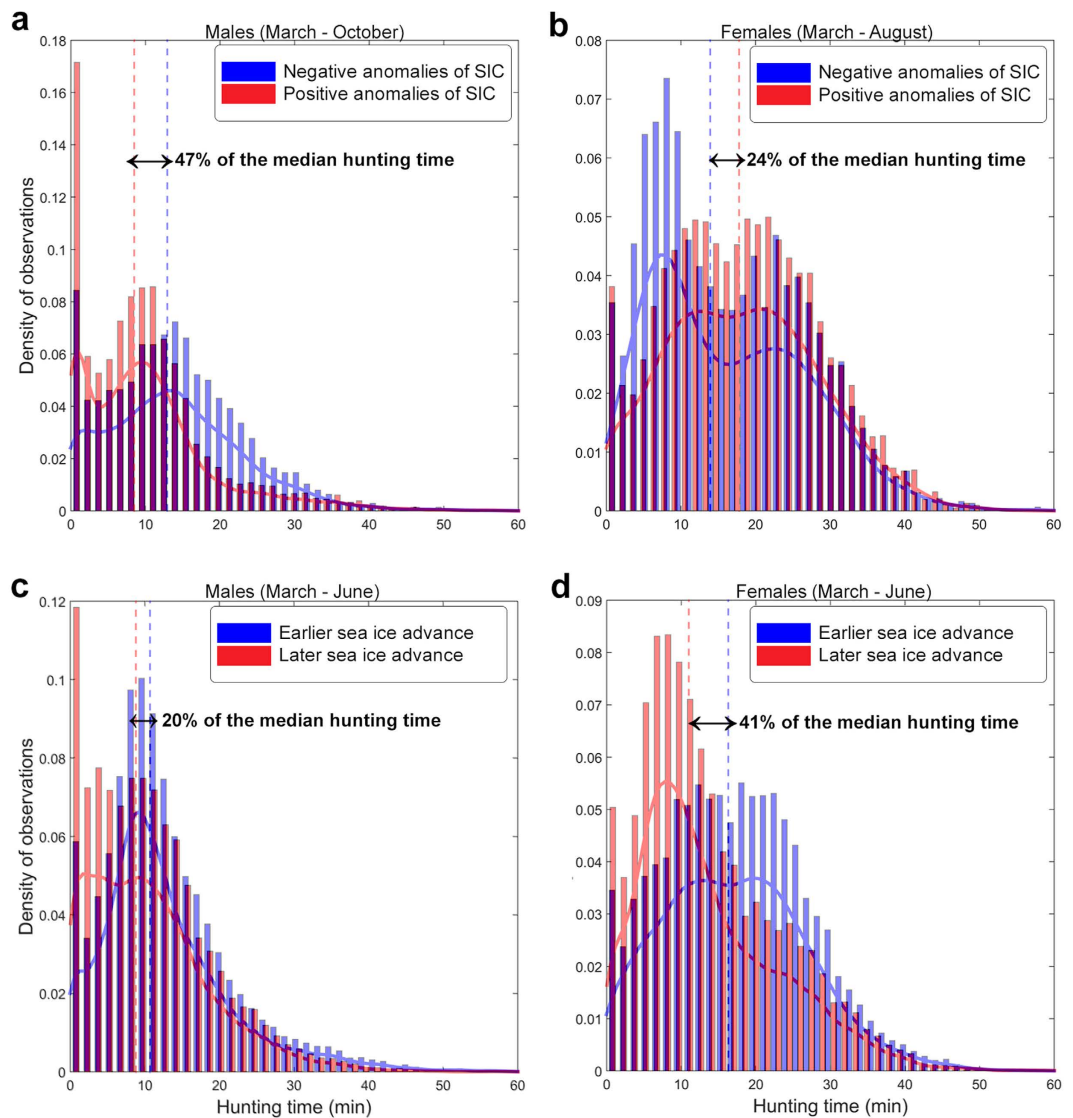 a
Males (March - October)
Negative anomalies of SIC
Positive anomalies of SIC
47% of the median hunting time
Density of observations
0.18
0.16
0.14
0.12
0.1
0.08
0.06
0.04
0.02
0
0 10 20 30 40 50 60
b
Females (March - August)
Negative anomalies of SIC
Positive anomalies of SIC
24% of the median hunting time
0.08
0.07
0.06
0.05
0.04
0.03
0.02
0.01
0
0 10 20 30 40 50 60
c
Males (March - June)
Earlier sea ice advance
Later sea ice advance
20% of the median hunting time
Density of observations
0.12
0.1
0.08
0.06
0.04
0.02
0
0 10 20 30 40 50 60
Hunting time (min)
d
Females (March - June)
Earlier sea ice advance
Later sea ice advance
41% of the median hunting time
0.09
0.08
0.07
0.06
0.05
0.04
0.03
0.02
0.01
0
0 10 20 30 40 50 60
Hunting time (min)